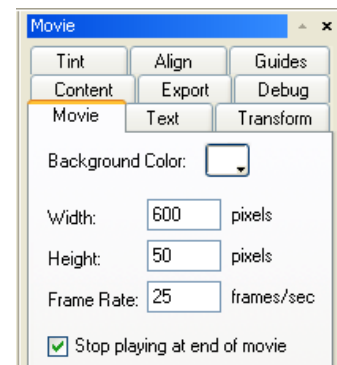 Movie
Tint Align Guides
Content Export Debug
Movie Text Transform
Background Color:
Width: 600 pixels
Height: 50 pixels
Frame Rate: 25 frames/sec
Stop playing at end of movie